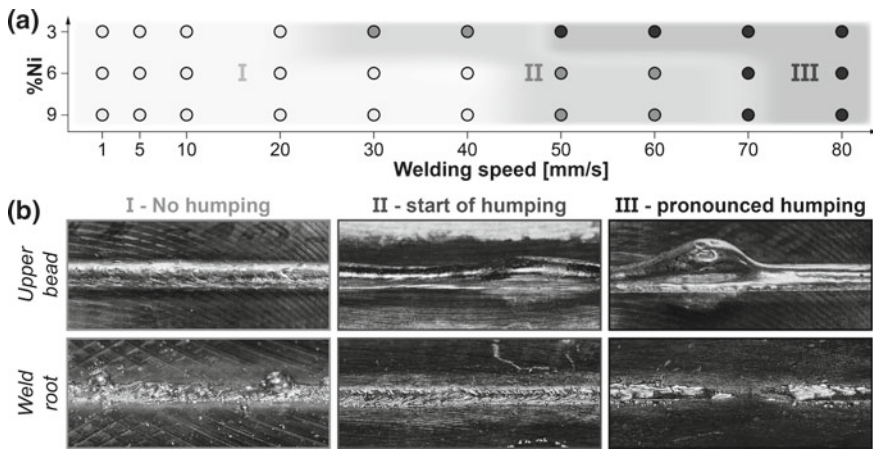 (a)
3
6
9
%Ni
I
II
III
1 5 10 20 30 40 50 60 70 80
Welding speed [mm/s]
(b)
I - No humping
II - start of humping
III - pronounced humping
Upper
bead
Weld
root